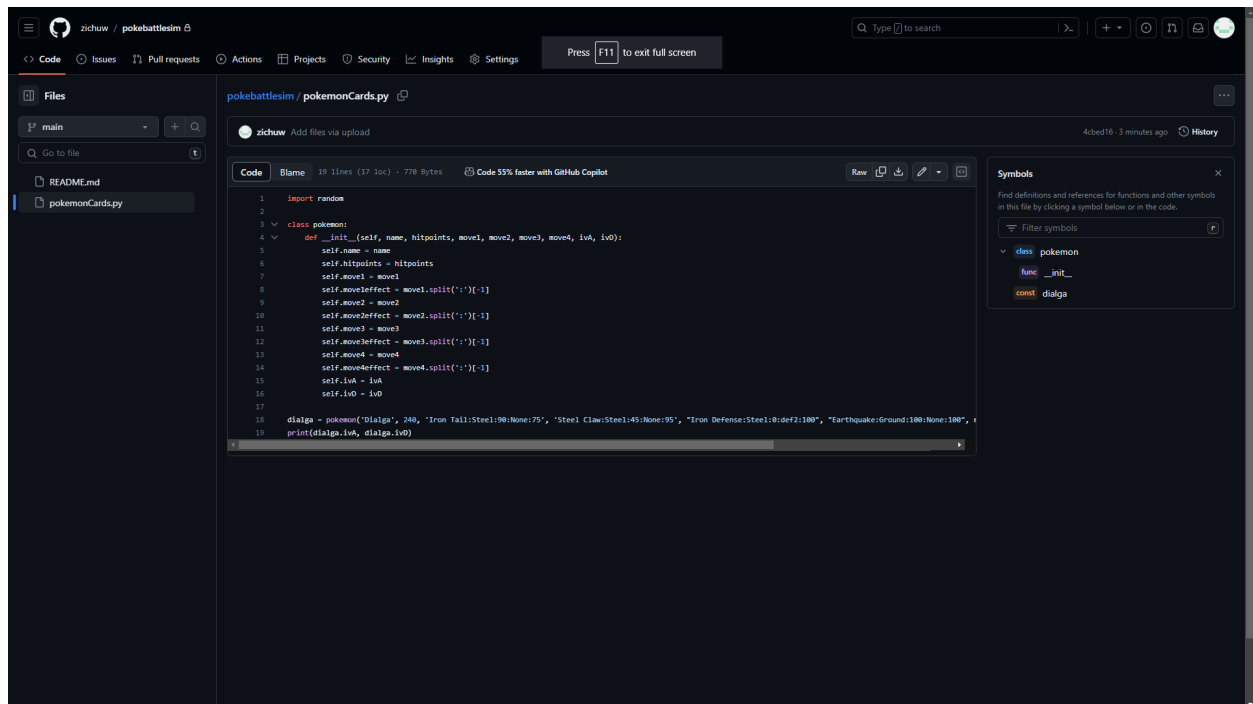 zichuw / pokebattlesim
Type / to search
Press F11 to exit full screen
<> Code Issues Pull requests Actions Projects Security Insights Settings
Files
main
Go to file t
README.md
pokemonCards.py
pokebattlesim / pokemonCards.py
zichuw Add files via upload 4cbed16 · 3 minutes ago History
Code Blame 19 lines (17 loc) · 770 Bytes Code 55% faster with GitHub Copilot Raw
1 import random
2
3 class pokemon:
4 def __init__(self, name, hitpoints, move1, move2, move3, move4, ivA, ivD):
5 self.name = name
6 self.hitpoints = hitpoints
7 self.move1 = move1
8 self.move1effect = move1.split(':')[-1]
9 self.move2 = move2
10 self.move2effect = move2.split(':')[-1]
11 self.move3 = move3
12 self.move3effect = move3.split(':')[-1]
13 self.move4 = move4
14 self.move4effect = move4.split(':')[-1]
15 self.ivA = ivA
16 self.ivD = ivD
17
18 dialga = pokemon('Dialga', 240, 'Iron Tail:Steel:90:None:75', 'Steel Claw:Steel:45:None:95', "Iron Defense:Steel:0:def2:100", "Earthquake:Ground:100:None:100",
19 print(dialga.ivA, dialga.ivD)
Symbols
Find definitions and references for functions and other symbols
in this file by clicking a symbol below or in the code.
Filter symbols r
class pokemon
func __init__
const dialga